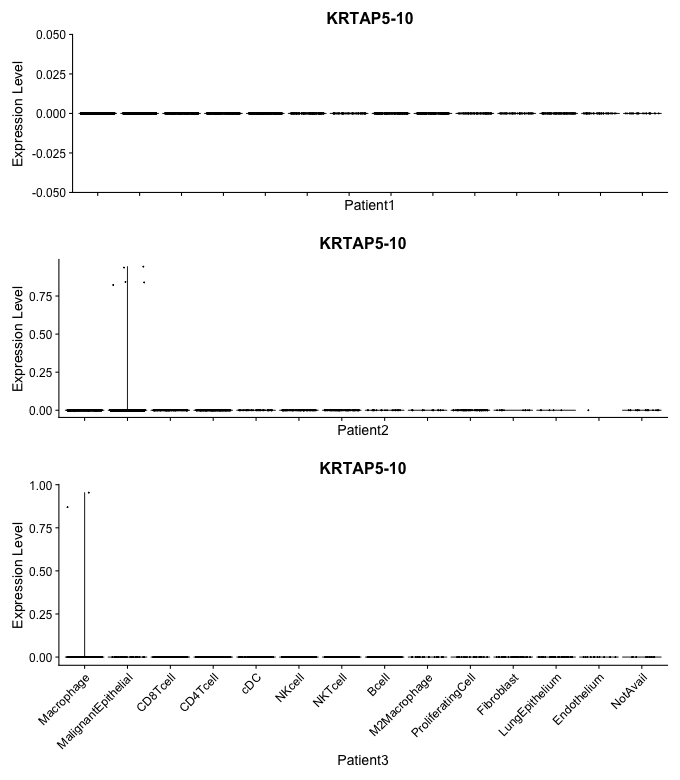 KRTAP5-10
Expression Level
0.050
0.025
0.000
-0.025
-0.050
Patient1
KRTAP5-10
Expression Level
0.75
0.50
0.25
0.00
Patient2
KRTAP5-10
Expression Level
1.00
0.75
0.50
0.25
0.00
Macrophage
MalignantEpithelial
CD8Tcell
CD4Tcell
cDC
NKcell
NKTcell
Bcell
M2Macrophage
ProliferatingCell
Fibroblast
LungEpithelium
Endothelium
NotAvail
Patient3